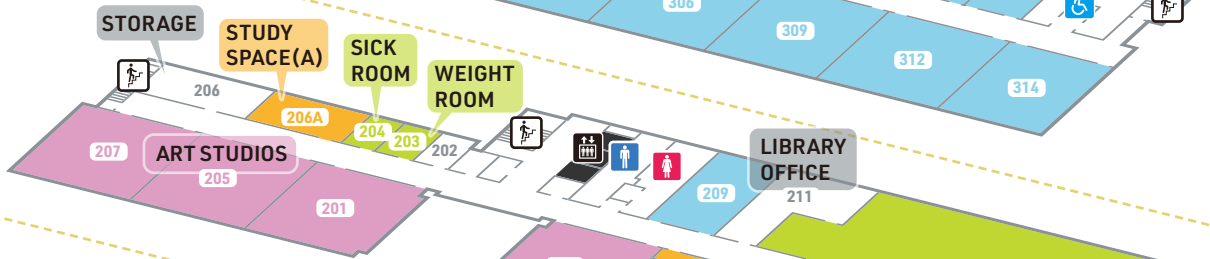 306
309
312
314
STORAGE
STUDY
SPACE(A)
SICK
ROOM
WEIGHT
ROOM
206
206A
204
203
202
207
ART STUDIOS
205
201
209
LIBRARY
OFFICE
211